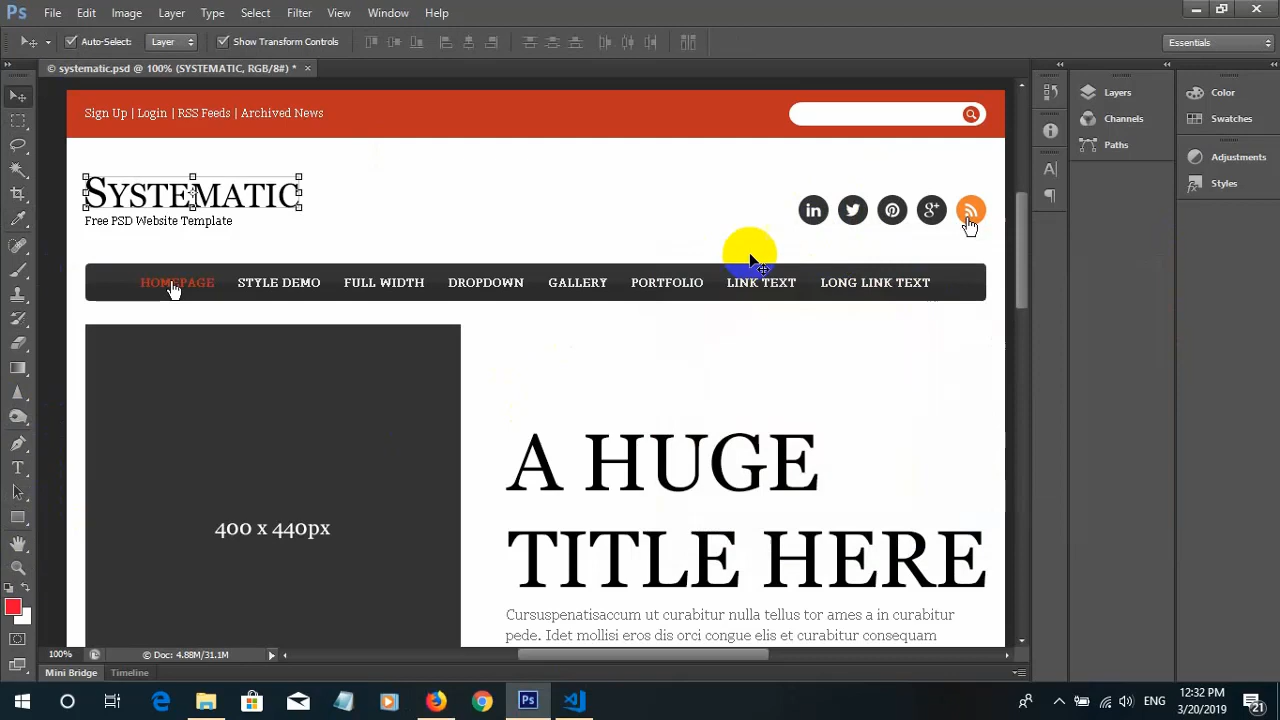 Ps File Edit Image Layer Type Select Filter View Window Help
Auto-Select: Layer Show Transform Controls Essentials
© systematic.psd @ 100% (SYSTEMATIC, RGB/8#) * ×
Sign Up | Login | RSS Feeds | Archived News
SYSTEMATIC
Free PSD Website Template
HOMEPAGE STYLE DEMO FULL WIDTH DROPDOWN GALLERY PORTFOLIO LINK TEXT LONG LINK TEXT
400 x 440px
A HUGE
TITLE HERE
Cursuspenatisaccum ut curabitur nulla tellus tor ames a in curabitur
pede. Idet mollisi eros dis orci congue elis et curabitur consequam
Layers
Channels
Paths
Color
Swatches
Adjustments
Styles
100% © Doc: 4.88M/31.1M
Mini Bridge Timeline
Ps ENG 12:32 PM
3/20/2019 21